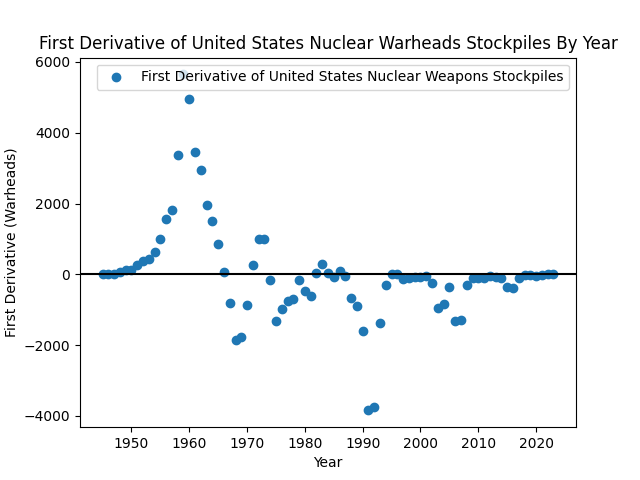 First Derivative of United States Nuclear Warheads Stockpiles By Year
6000
First Derivative of United States Nuclear Weapons Stockpiles
4000
2000
0
−2000
−4000
First Derivative (Warheads)
1950 1960 1970 1980 1990 2000 2010 2020
Year